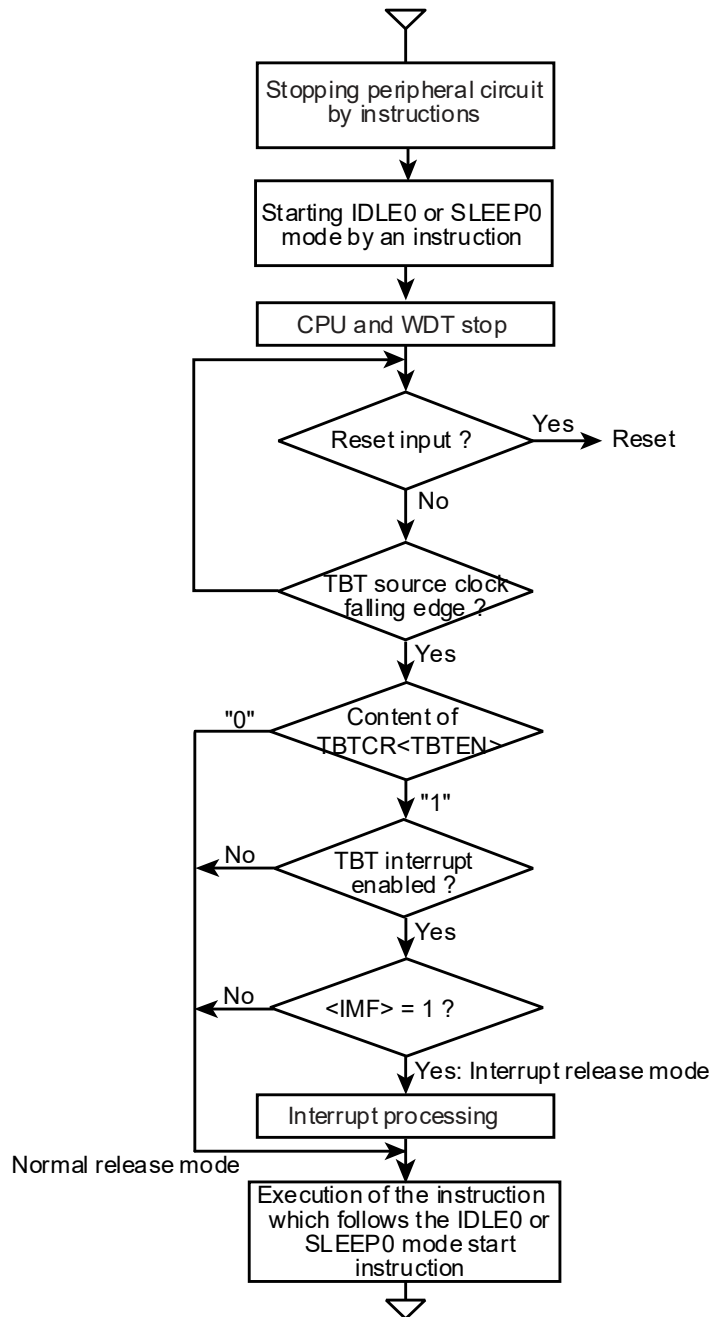 Stopping peripheral circuit
by instructions
Starting IDLE0 or SLEEP0
mode by an instruction
CPU and WDT stop
Reset input ?
Yes
Reset
No
TBT source clock
falling edge ?
Yes
"0"
Content of
TBTCR<TBTEN>
"1"
No
TBT interrupt
enabled ?
Yes
No
<IMF> = 1 ?
Yes: Interrupt release mode
Interrupt processing
Normal release mode
Execution of the instruction
which follows the IDLE0 or
SLEEP0 mode start
instruction